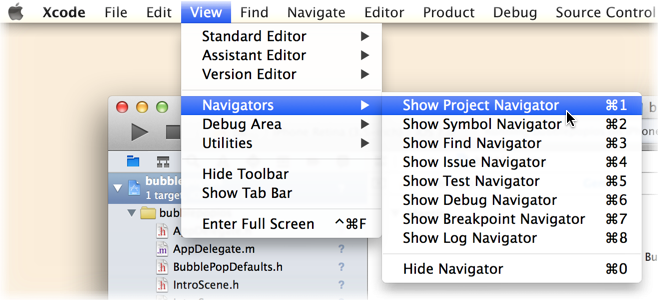 Xcode File Edit View Find Navigate Editor Product Debug Source Control
Standard Editor
Assistant Editor
Version Editor
Navigators
Debug Area
Utilities
Hide Toolbar
Show Tab Bar
Enter Full Screen ^⌘F
Show Project Navigator ⌘1
Show Symbol Navigator ⌘2
Show Find Navigator ⌘3
Show Issue Navigator ⌘4
Show Test Navigator ⌘5
Show Debug Navigator ⌘6
Show Breakpoint Navigator ⌘7
Show Log Navigator ⌘8
Hide Navigator ⌘0
bubble
1 targe
bub
AppDelegate.m ?
BubblePopDefaults.h ?
IntroScene.h ?